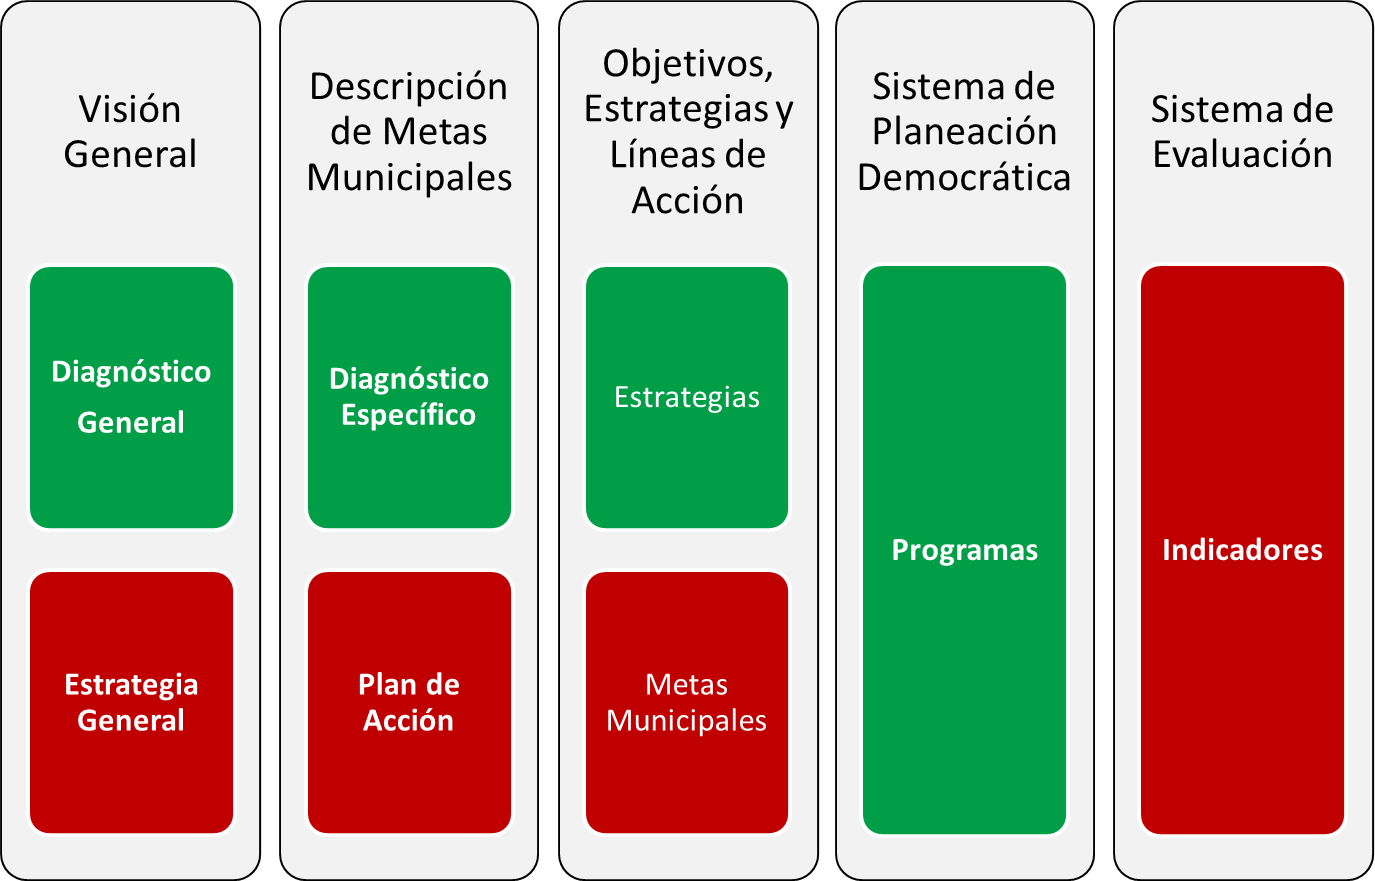 Visión
General
Diagnóstico
General
Estrategia
General
Descripción
de Metas
Municipales
Diagnóstico
Específico
Plan de
Acción
Objetivos,
Estrategias y
Líneas de
Acción
Estrategias
Metas
Municipales
Sistema de
Planeación
Democrática
Programas
Sistema de
Evaluación
Indicadores